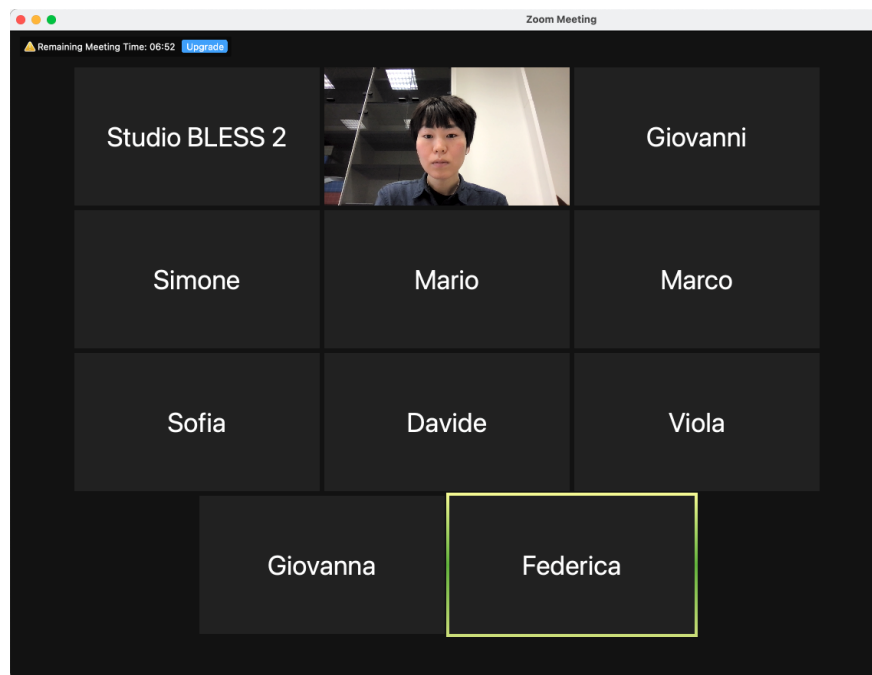 Zoom Meeting
Remaining Meeting Time: 06:52 Upgrade
Studio BLESS 2
Giovanni
Simone
Mario
Marco
Sofia
Davide
Viola
Giovanna
Federica